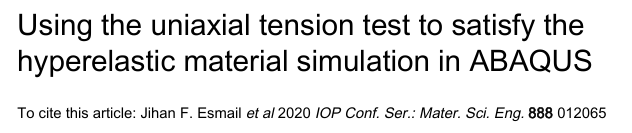 Using the uniaxial tension test to satisfy the
hyperelastic material simulation in ABAQUS
To cite this article: Jihan F. Esmail et al 2020 IOP Conf. Ser.: Mater. Sci. Eng. 888 012065